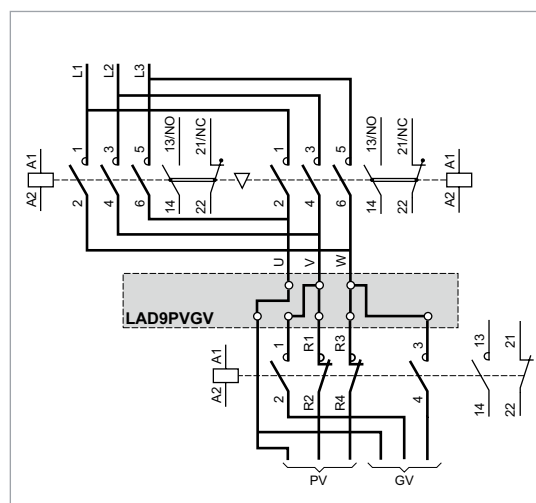 L1 L2 L3
1 3 5 13/NO 21/NC 1 3 5 13/NO 21/NC
A1 A1
A2 2 4 6 14 22 2 4 6 14 22 A2
U V W
LAD9PVGV
A1 1 R1 R3 3 13 21
A2 2 R2 R4 4 14 22
PV GV